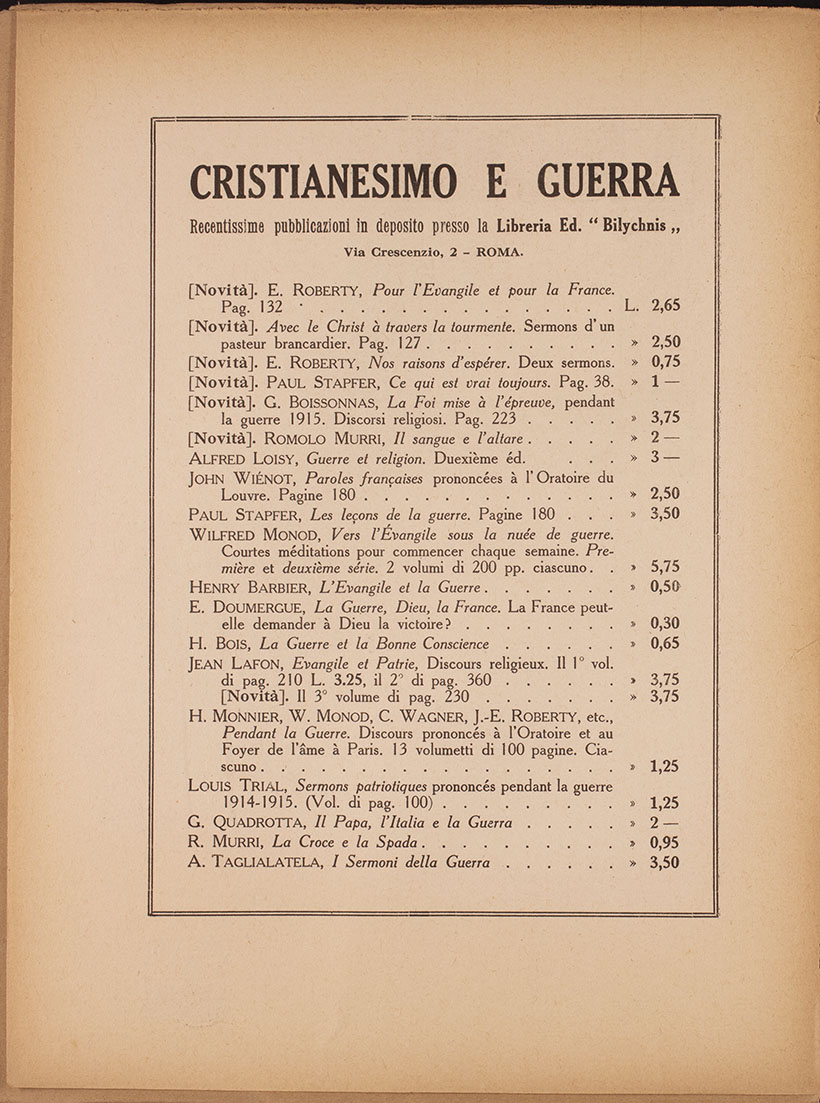 CRISTIANESIMO E GUERRA
Recentissime pubblicazioni in deposito presso la Libreria Ed. “ Bilychnis „
Via Crescenzio, 2 – ROMA.
[Novità]. E. ROBERTY, Pour l'Evangile et pour la France.
Pag. 132 . . . . . . . . . . . . . . . . L. 2,65
[Novità]. Avec le Christ à travers la tourmente. Sermons d'un
pasteur brancardier. Pag. 127 . . . . . . . . . . » 2,50
[Novità]. E. ROBERTY, Nos raisons d'espérer. Deux sermons. » 0,75
[Novità]. PAUL STAPFER, Ce qui est vrai toujours. Pag. 38. » 1 —
[Novità]. G. BOISSONNAS, La Foi mise à l'épreuve, pendant
la guerre 1915. Discorsi religiosi. Pag. 223 . . . . . » 3,75
[Novità]. ROMOLO MURRI, Il sangue e l'altare . . . . . » 2 —
ALFRED LOISY, Guerre et religion. Duexième éd. . . . » 3 —
JOHN WIÉNOT, Paroles françaises prononcées à l'Oratoire du
Louvre. Pagine 180 . . . . . . . . . . . . . » 2,50
PAUL STAPFER, Les leçons de la guerre. Pagine 180 . . . » 3,50
WILFRED MONOD, Vers l'Évangile sous la nuée de guerre.
Courtes méditations pour commencer chaque semaine. Pre-
mière et deuxième série. 2 volumi di 200 pp. ciascuno . . » 5,75
HENRY BARBIER, L'Evangile et la Guerre . . . . . . . » 0,50
E. DOUMERGUE, La Guerre, Dieu, la France. La France peut-
elle demander à Dieu la victoire? . . . . . . . . » 0,30
H. BOIS, La Guerre et la Bonne Conscience . . . . . . » 0,65
JEAN LAFON, Evangile et Patrie, Discours religieux. Il 1° vol.
di pag. 210 L. 3.25, il 2° di pag. 360 . . . . . . » 3,75
[Novità]. Il 3° volume di pag. 230 . . . . . . . » 3,75
H. MONNIER, W. MONOD, C. WAGNER, J.-E. ROBERTY, etc.,
Pendant la Guerre. Discours prononcés à l'Oratoire et au
Foyer de l'âme à Paris. 13 volumetti di 100 pagine. Cia-
scuno . . . . . . . . . . . . . . . . . . » 1,25
LOUIS TRIAL, Sermons patriotiques prononcés pendant la guerre
1914-1915. (Vol. di pag. 100) . . . . . . . . . » 1,25
G. QUADROTTA, Il Papa, l'Italia e la Guerra . . . . . » 2 —
R. MURRI, La Croce e la Spada . . . . . . . . . . » 0,95
A. TAGLIALATELA, I Sermoni della Guerra . . . . . . » 3,50